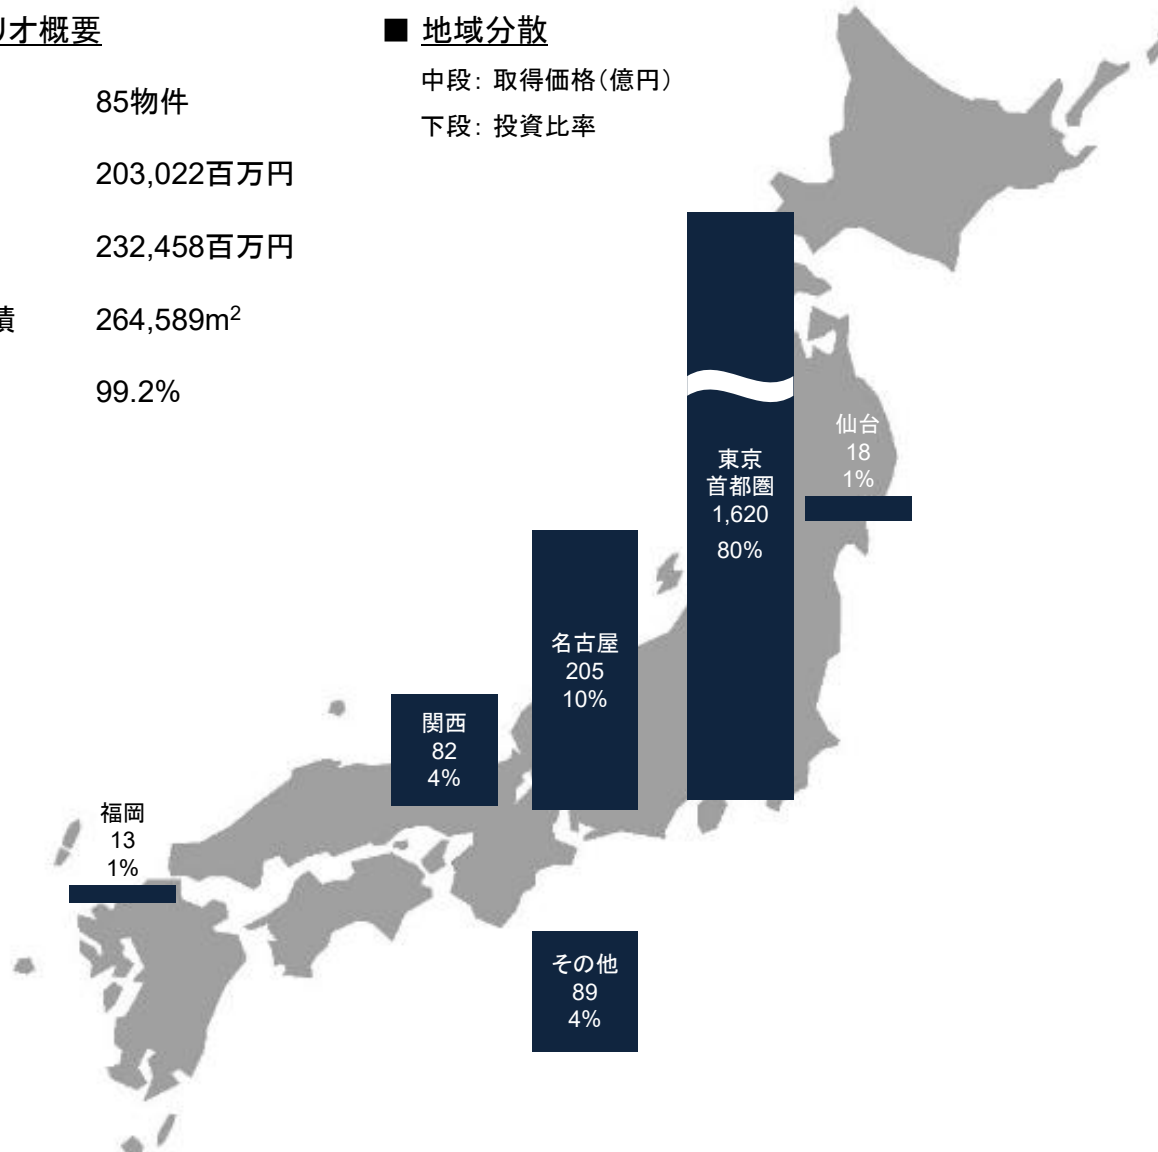 リオ概要
85物件
203,022百万円
232,458百万円
積 264,589m²
99.2%
■ 地域分散
中段： 取得価格（億円）
下段： 投資比率
仙台
18
1%
東京
首都圏
1,620
80%
名古屋
205
10%
関西
82
4%
福岡
13
1%
その他
89
4%